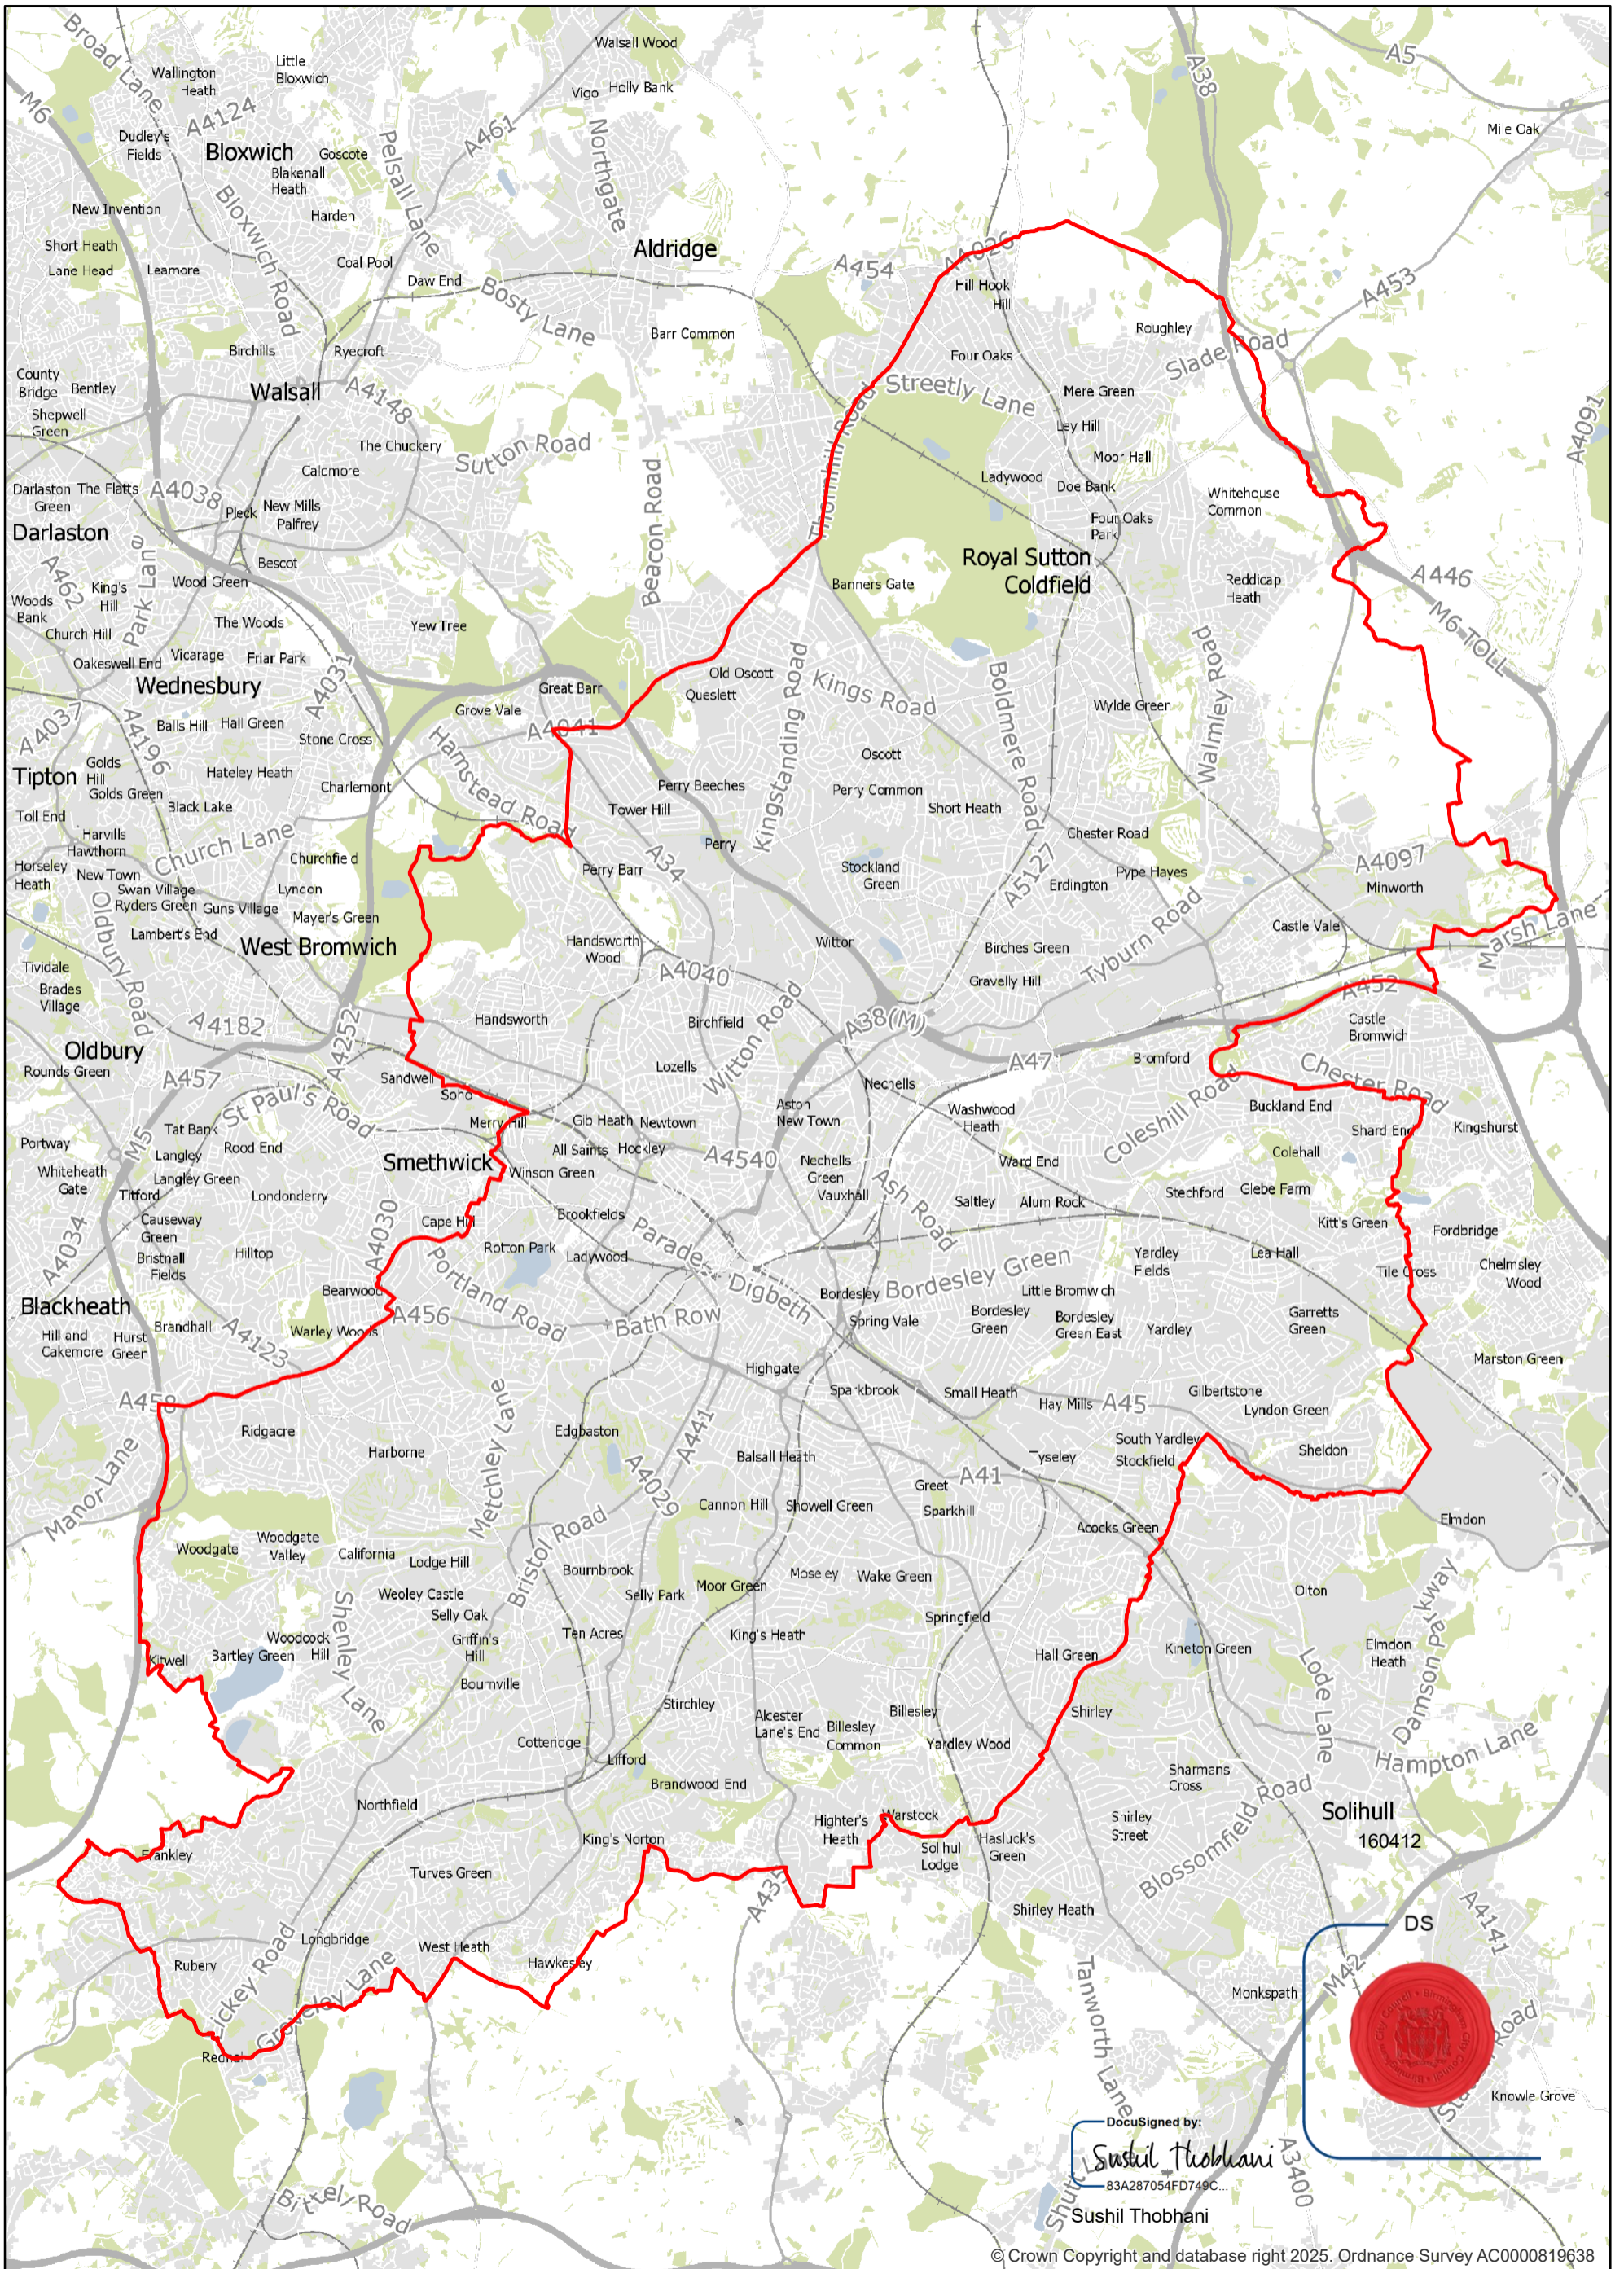 Broad Lane
Wallington
Heath
Little
Bloxwich
Walsall Wood
Vigo
Holly Bank
A38
A5
M6
A4124
Dudley's
Fields
Bloxwich
Goscote
Blakenall
Heath
Pelsall Lane
A461
Northgate
Mile Oak
New Invention
Harden
Bloxwich Road
Short Heath
Lane Head
Leamore
Coal Pool
Daw End
Aldridge
Bosty Lane
A454
A4026
Hill Hook
Hill
A453
Barr Common
Roughley
Slade Road
Birchills
Ryecroft
County
Bridge
Bentley
Walsall
A4148
Four Oaks
Streetly Lane
Mere Green
Shepwell
Green
The Chuckery
Sutton Road
Thornhill Road
Ley Hill
A4091
Caldmore
Beacon Road
Moor Hall
Ladywood
Doe Bank
Darlaston
Green
The Flatts
A4038
Pleck
New Mills
Palfrey
Whitehouse
Common
Four Oaks
Park
Darlaston
Bescot
Royal Sutton
Coldfield
A462
King's
Hill
Park Lane
Wood Green
Banners Gate
Reddicap
Heath
A446
Woods
Bank
Church Hill
The Woods
Yew Tree
M6 TOLL
Oakeswell End
Vicarage
Friar Park
Wednesbury
A4031
Great Barr
Old Oscott
Queslett
Kings Road
Boldmere Road
Walmley Road
Wylde Green
A4037
A4196
Balls Hill
Hall Green
Stone Cross
Grove Vale
A4041
Kingstanding Road
Hamstead Road
Oscott
Tipton
Golds
Hill
Golds Green
Hateley Heath
Charlemont
Perry Beeches
Perry Common
Short Heath
Toll End
Black Lake
Tower Hill
Harvills
Hawthorn
Church Lane
Churchfield
Perry
A34
Chester Road
A4097
Horseley
Heath
New Town
Swan Village
Ryders Green
Guns Village
Lyndon
Mayer's Green
Perry Barr
Stockland
Green
A5127
Erdington
Pype Hayes
Minworth
Oldbury Road
Lambert's End
West Bromwich
Handsworth
Wood
Witton
Birches Green
Tyburn Road
Castle Vale
Marsh Lane
Tividale
Brades
Village
A4040
Gravelly Hill
A452
A4182
A4252
Handsworth
Birchfield
Witton Road
A38(M)
Castle
Bromwich
Oldbury
Rounds Green
A457
Sandwell
Lozells
A47
Bromford
Chester Road
St Paul's Road
Soho
Nechells
Coleshill Road
Buckland End
Portway
M5
Tat Bank
Langley
Rood End
Merry Hill
Gib Heath
Newtown
Aston
New Town
Washwood
Heath
Shard End
Kingshurst
Whiteheath
Gate
Titford
Langley Green
Smethwick
All Saints
Hockley
Winson Green
A4540
Nechells
Green
Vauxhall
Ward End
Colehall
Londonderry
Ash Road
Saltley
Alum Rock
Stechford
Glebe Farm
A4034
Causeway
Green
A4030
Cape Hill
Brookfields
Kitt's Green
Fordbridge
Bristnall
Fields
Hilltop
Rotton Park
Ladywood
Parade
Digbeth
Bordesley Green
Yardley
Fields
Lea Hall
Tile Cross
Chelmsley
Wood
Bearwood
Portland Road
Bordesley
Little Bromwich
Blackheath
Brandhall
A4123
Warley Woods
A456
Bath Row
Spring Vale
Bordesley
Green
Bordesley
Green East
Yardley
Garretts
Green
Hill and
Cakemore
Hurst
Green
Highgate
Marston Green
A458
Metchley Lane
Sparkbrook
Small Heath
Hay Mills
A45
Gilbertstone
Lyndon Green
Ridgacre
Harborne
Edgbaston
A441
Balsall Heath
Tyseley
South Yardley
Stockfield
Sheldon
Manor Lane
A4029
Greet
A41
Cannon Hill
Showell Green
Sparkhill
Acocks Green
Elmdon
Woodgate
Woodgate
Valley
California
Lodge Hill
Bristol Road
Bournbrook
Moor Green
Moseley
Wake Green
Weoley Castle
Selly Park
Olton
Shenley Lane
Selly Oak
Springfield
Damson Parkway
Woodcock
Hill
Griffin's
Hill
Ten Acres
King's Heath
Hall Green
Kineton Green
Elmdon
Heath
Kitwell
Bartley Green
Bournville
Lode Lane
Stirchley
Alcester
Lane's End
Billesley
Billesley
Common
Shirley
Cotteridge
Lifford
Yardley Wood
Hampton Lane
Sharmans
Cross
Brandwood End
Northfield
Highter's
Heath
Warstock
Shirley
Street
Blossomfield Road
Solihull
160412
Frankley
King's Norton
Solihull
Lodge
Hasluck's
Green
Turves Green
A435
Shirley Heath
A4141
Longbridge
West Heath
Hawkesley
DS
Rubery
Lickey Road
Groveley Lane
Tanworth Lane
Monkspath
M42
Rednal
Knowle Grove
DocuSigned by:
Sushil Thobhani
83A287054FD749C...
Sushil Thobhani
A3400
Bittell Road
© Crown Copyright and database right 2025. Ordnance Survey AC0000819638